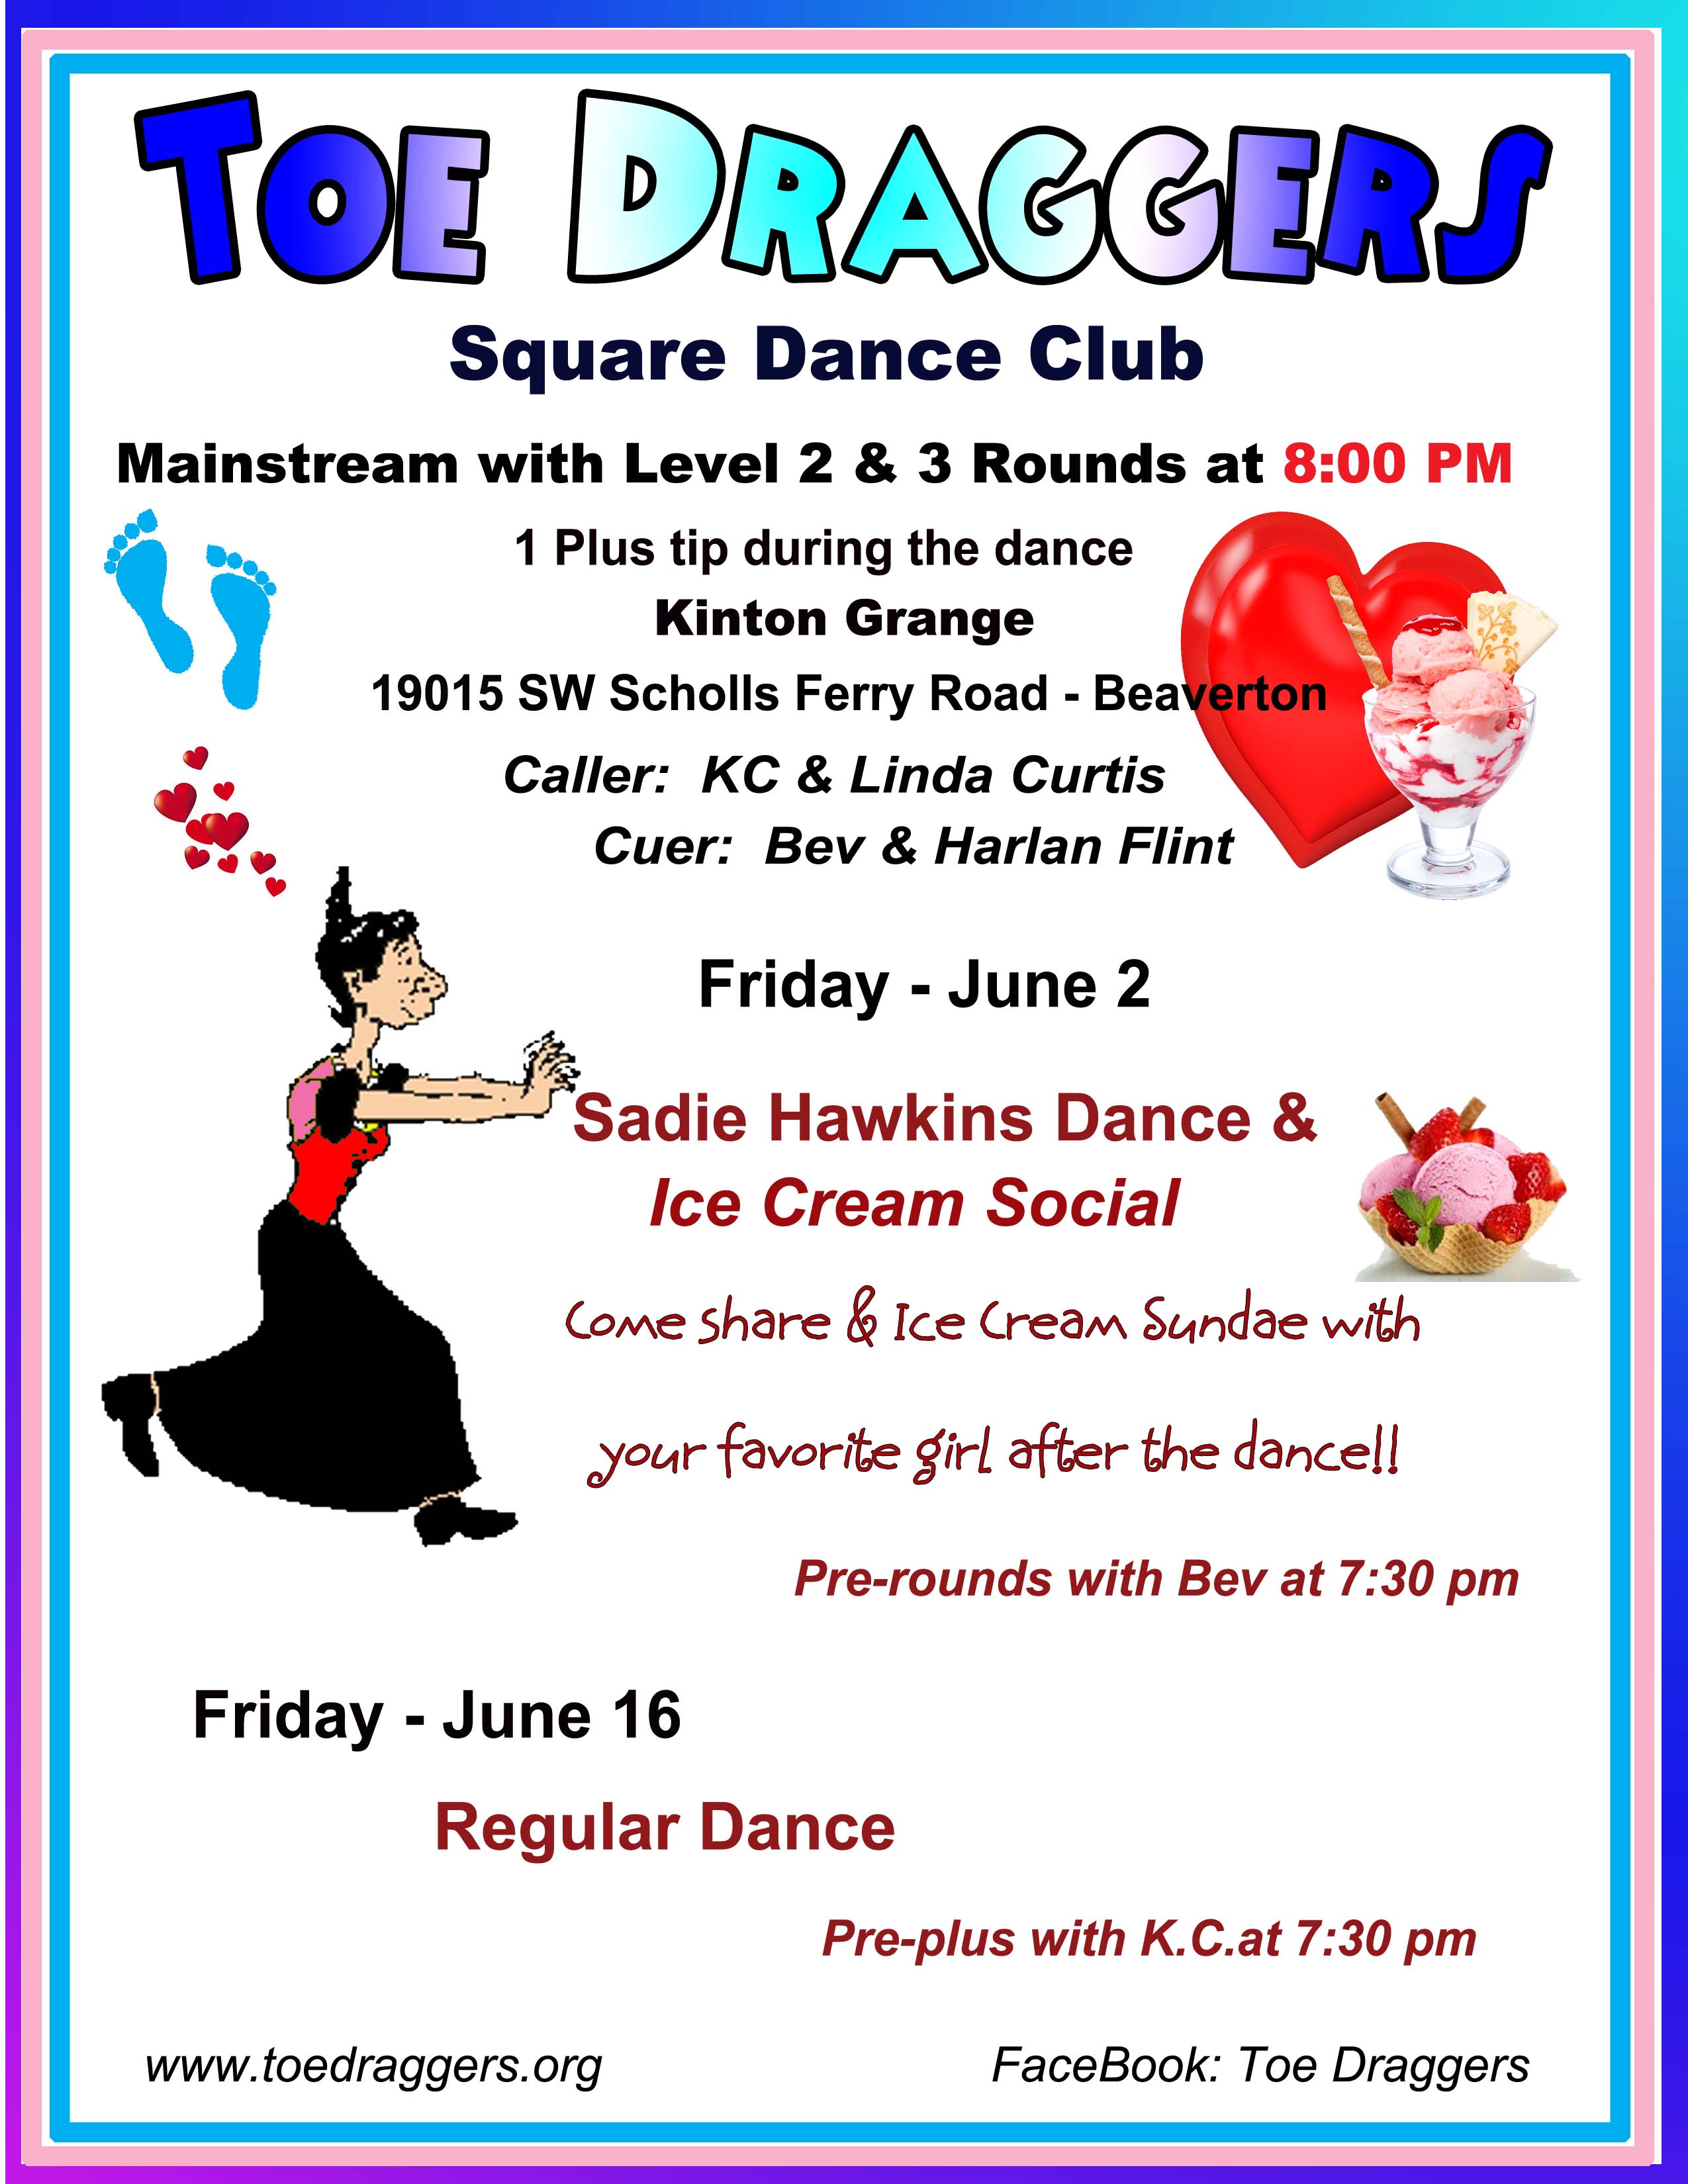 TOE DRAGGERS
Square Dance Club
Mainstream with Level 2 & 3 Rounds at 8:00 PM
1 Plus tip during the dance
Kinton Grange
19015 SW Scholls Ferry Road - Beaverton
Caller:  KC & Linda Curtis
Cuer:  Bev & Harlan Flint
Friday - June 2
Sadie Hawkins Dance &
Ice Cream Social
Come share & Ice Cream Sundae with
your favorite girl after the dance!!
Pre-rounds with Bev at 7:30 pm
Friday - June 16
Regular Dance
Pre-plus with K.C.at 7:30 pm
www.toedraggers.org
FaceBook: Toe Draggers